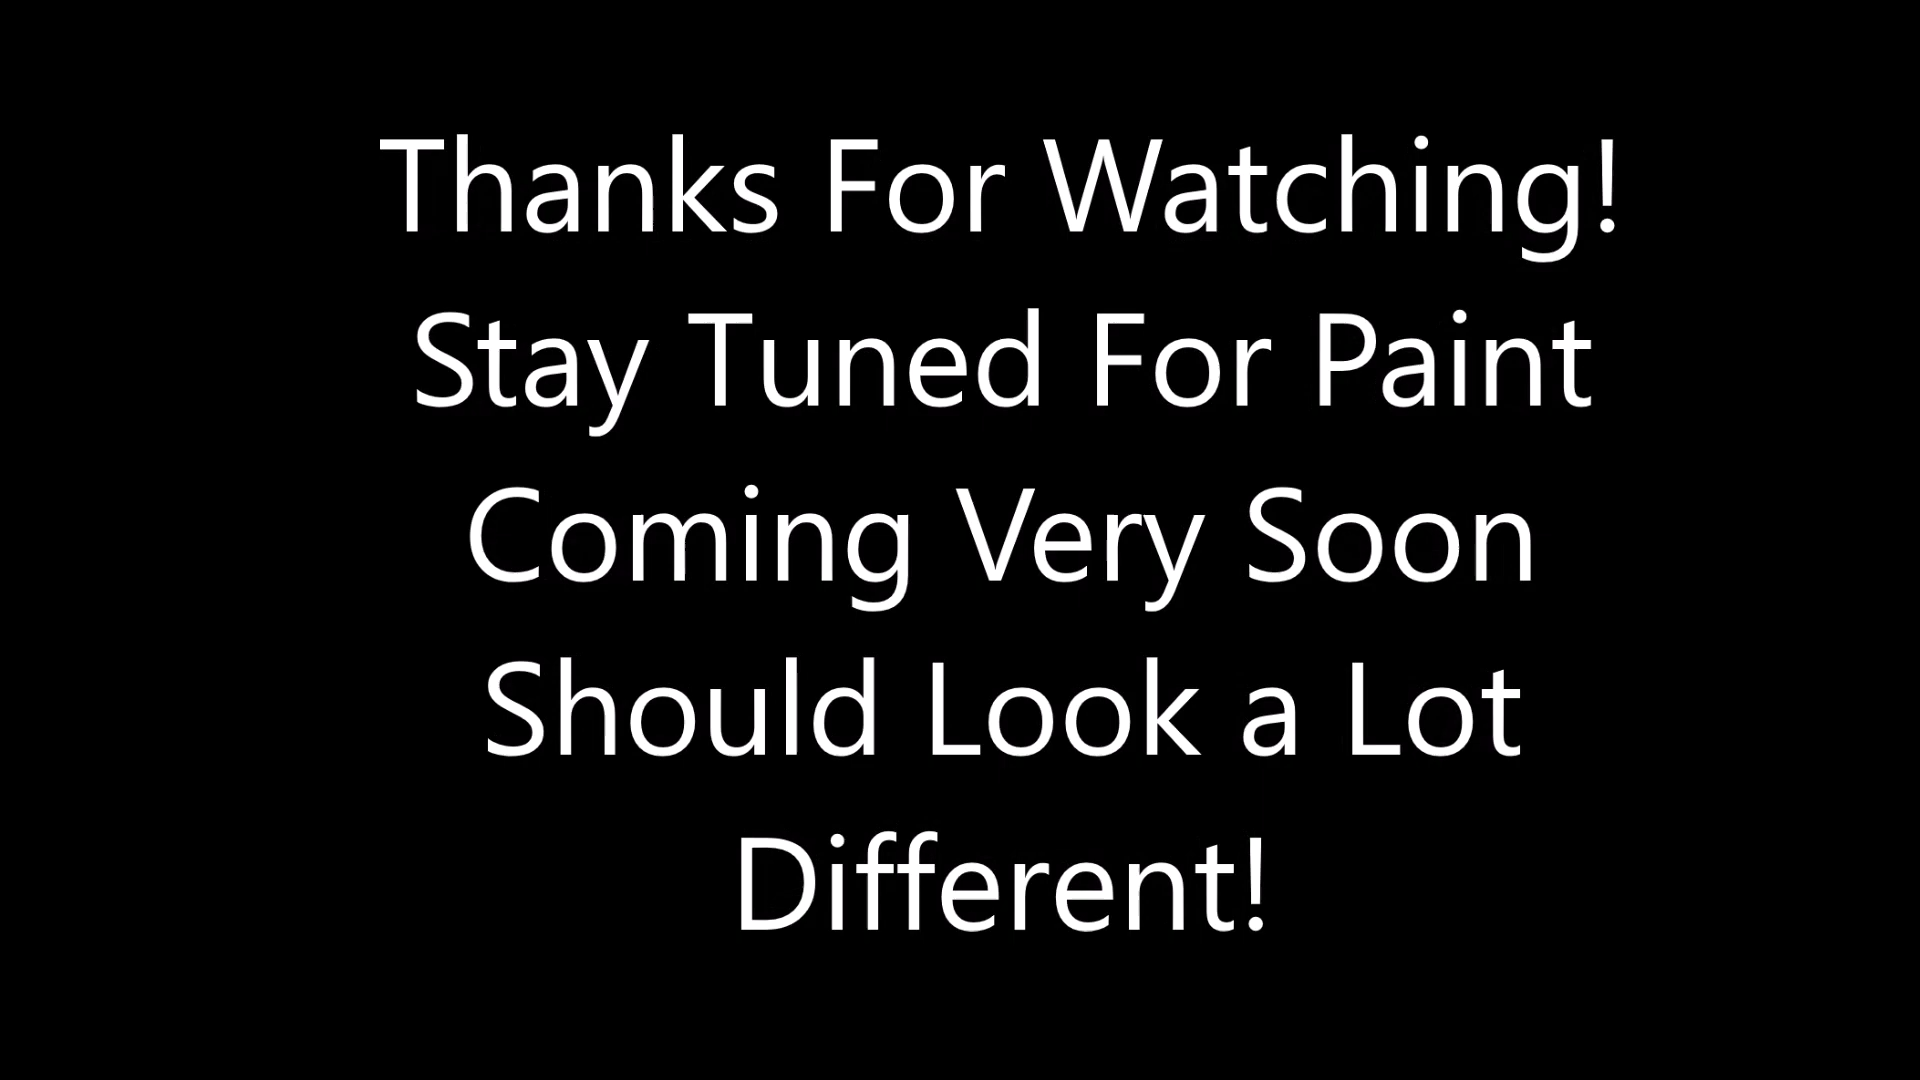 Thanks For Watching!
Stay Tuned For Paint
Coming Very Soon
Should Look a Lot
Different!